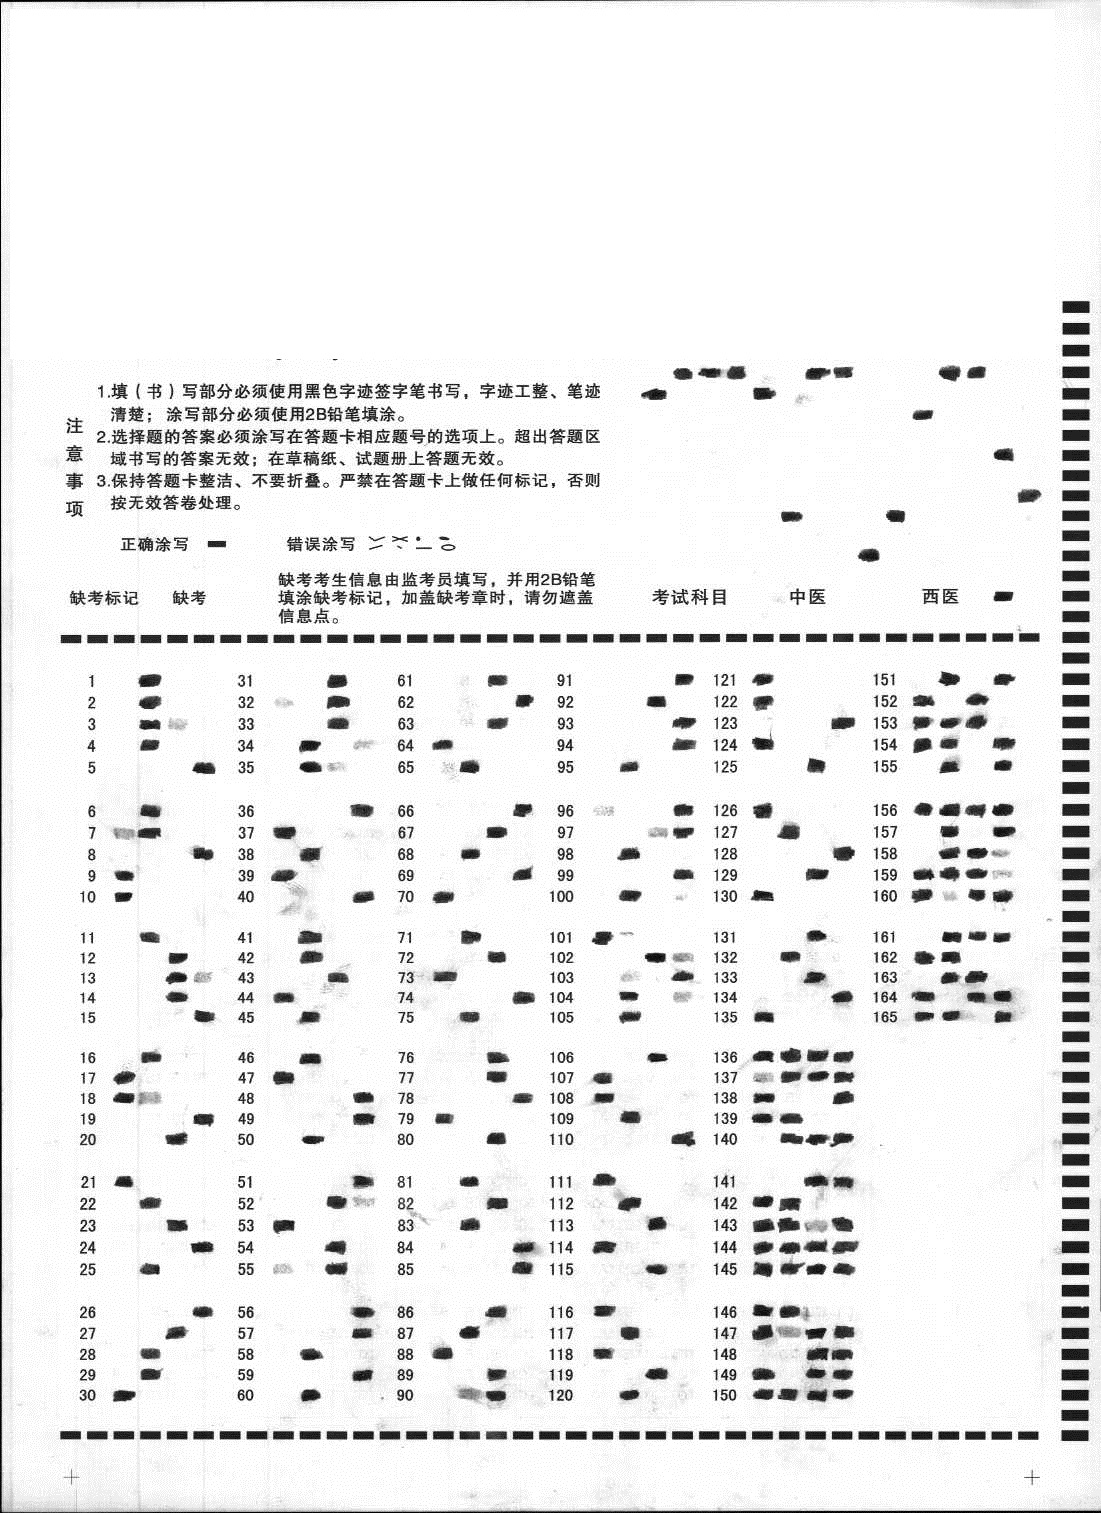 1.填（书）写部分必须使用黑色字迹签字笔书写，字迹工整、笔迹
清楚；涂写部分必须使用2B铅笔填涂。
2.选择题的答案必须涂写在答题卡相应题号的选项上。超出答题区
域书写的答案无效；在草稿纸、试题册上答题无效。
3.保持答题卡整洁、不要折叠。严禁在答题卡上做任何标记，否则
按无效答卷处理。
注意事项
正确涂写 错误涂写
缺考标记 缺考
缺考考生信息由监考员填写，并用2B铅笔
填涂缺考标记，加盖缺考章时，请勿遮盖
信息点。
考试科目 中医 西医
1 31 61 91 121 151
2 32 62 92 122 152
3 33 63 93 123 153
4 34 64 94 124 154
5 35 65 95 125 155
6 36 66 96 126 156
7 37 67 97 127 157
8 38 68 98 128 158
9 39 69 99 129 159
10 40 70 100 130 160
11 41 71 101 131 161
12 42 72 102 132 162
13 43 73 103 133 163
14 44 74 104 134 164
15 45 75 105 135 165
16 46 76 106 136
17 47 77 107 137
18 48 78 108 138
19 49 79 109 139
20 50 80 110 140
21 51 81 111 141
22 52 82 112 142
23 53 83 113 143
24 54 84 114 144
25 55 85 115 145
26 56 86 116 146
27 57 87 117 147
28 58 88 118 148
29 59 89 119 149
30 60 90 120 150